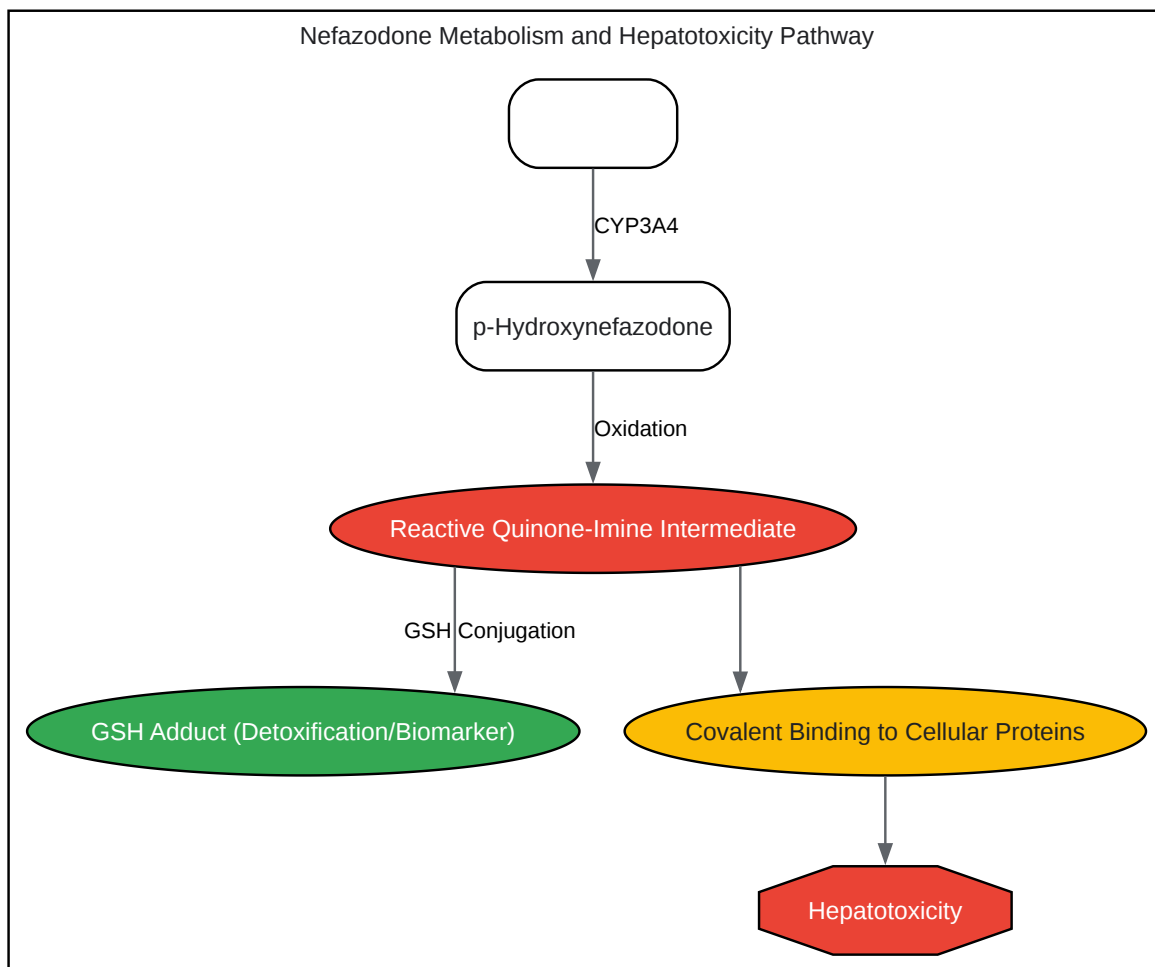 Nefazodone Metabolism and Hepatotoxicity Pathway
CYP3A4
p-Hydroxynefazodone
Oxidation
Reactive Quinone-Imine Intermediate
GSH Conjugation
GSH Adduct (Detoxification/Biomarker)
Covalent Binding to Cellular Proteins
Hepatotoxicity